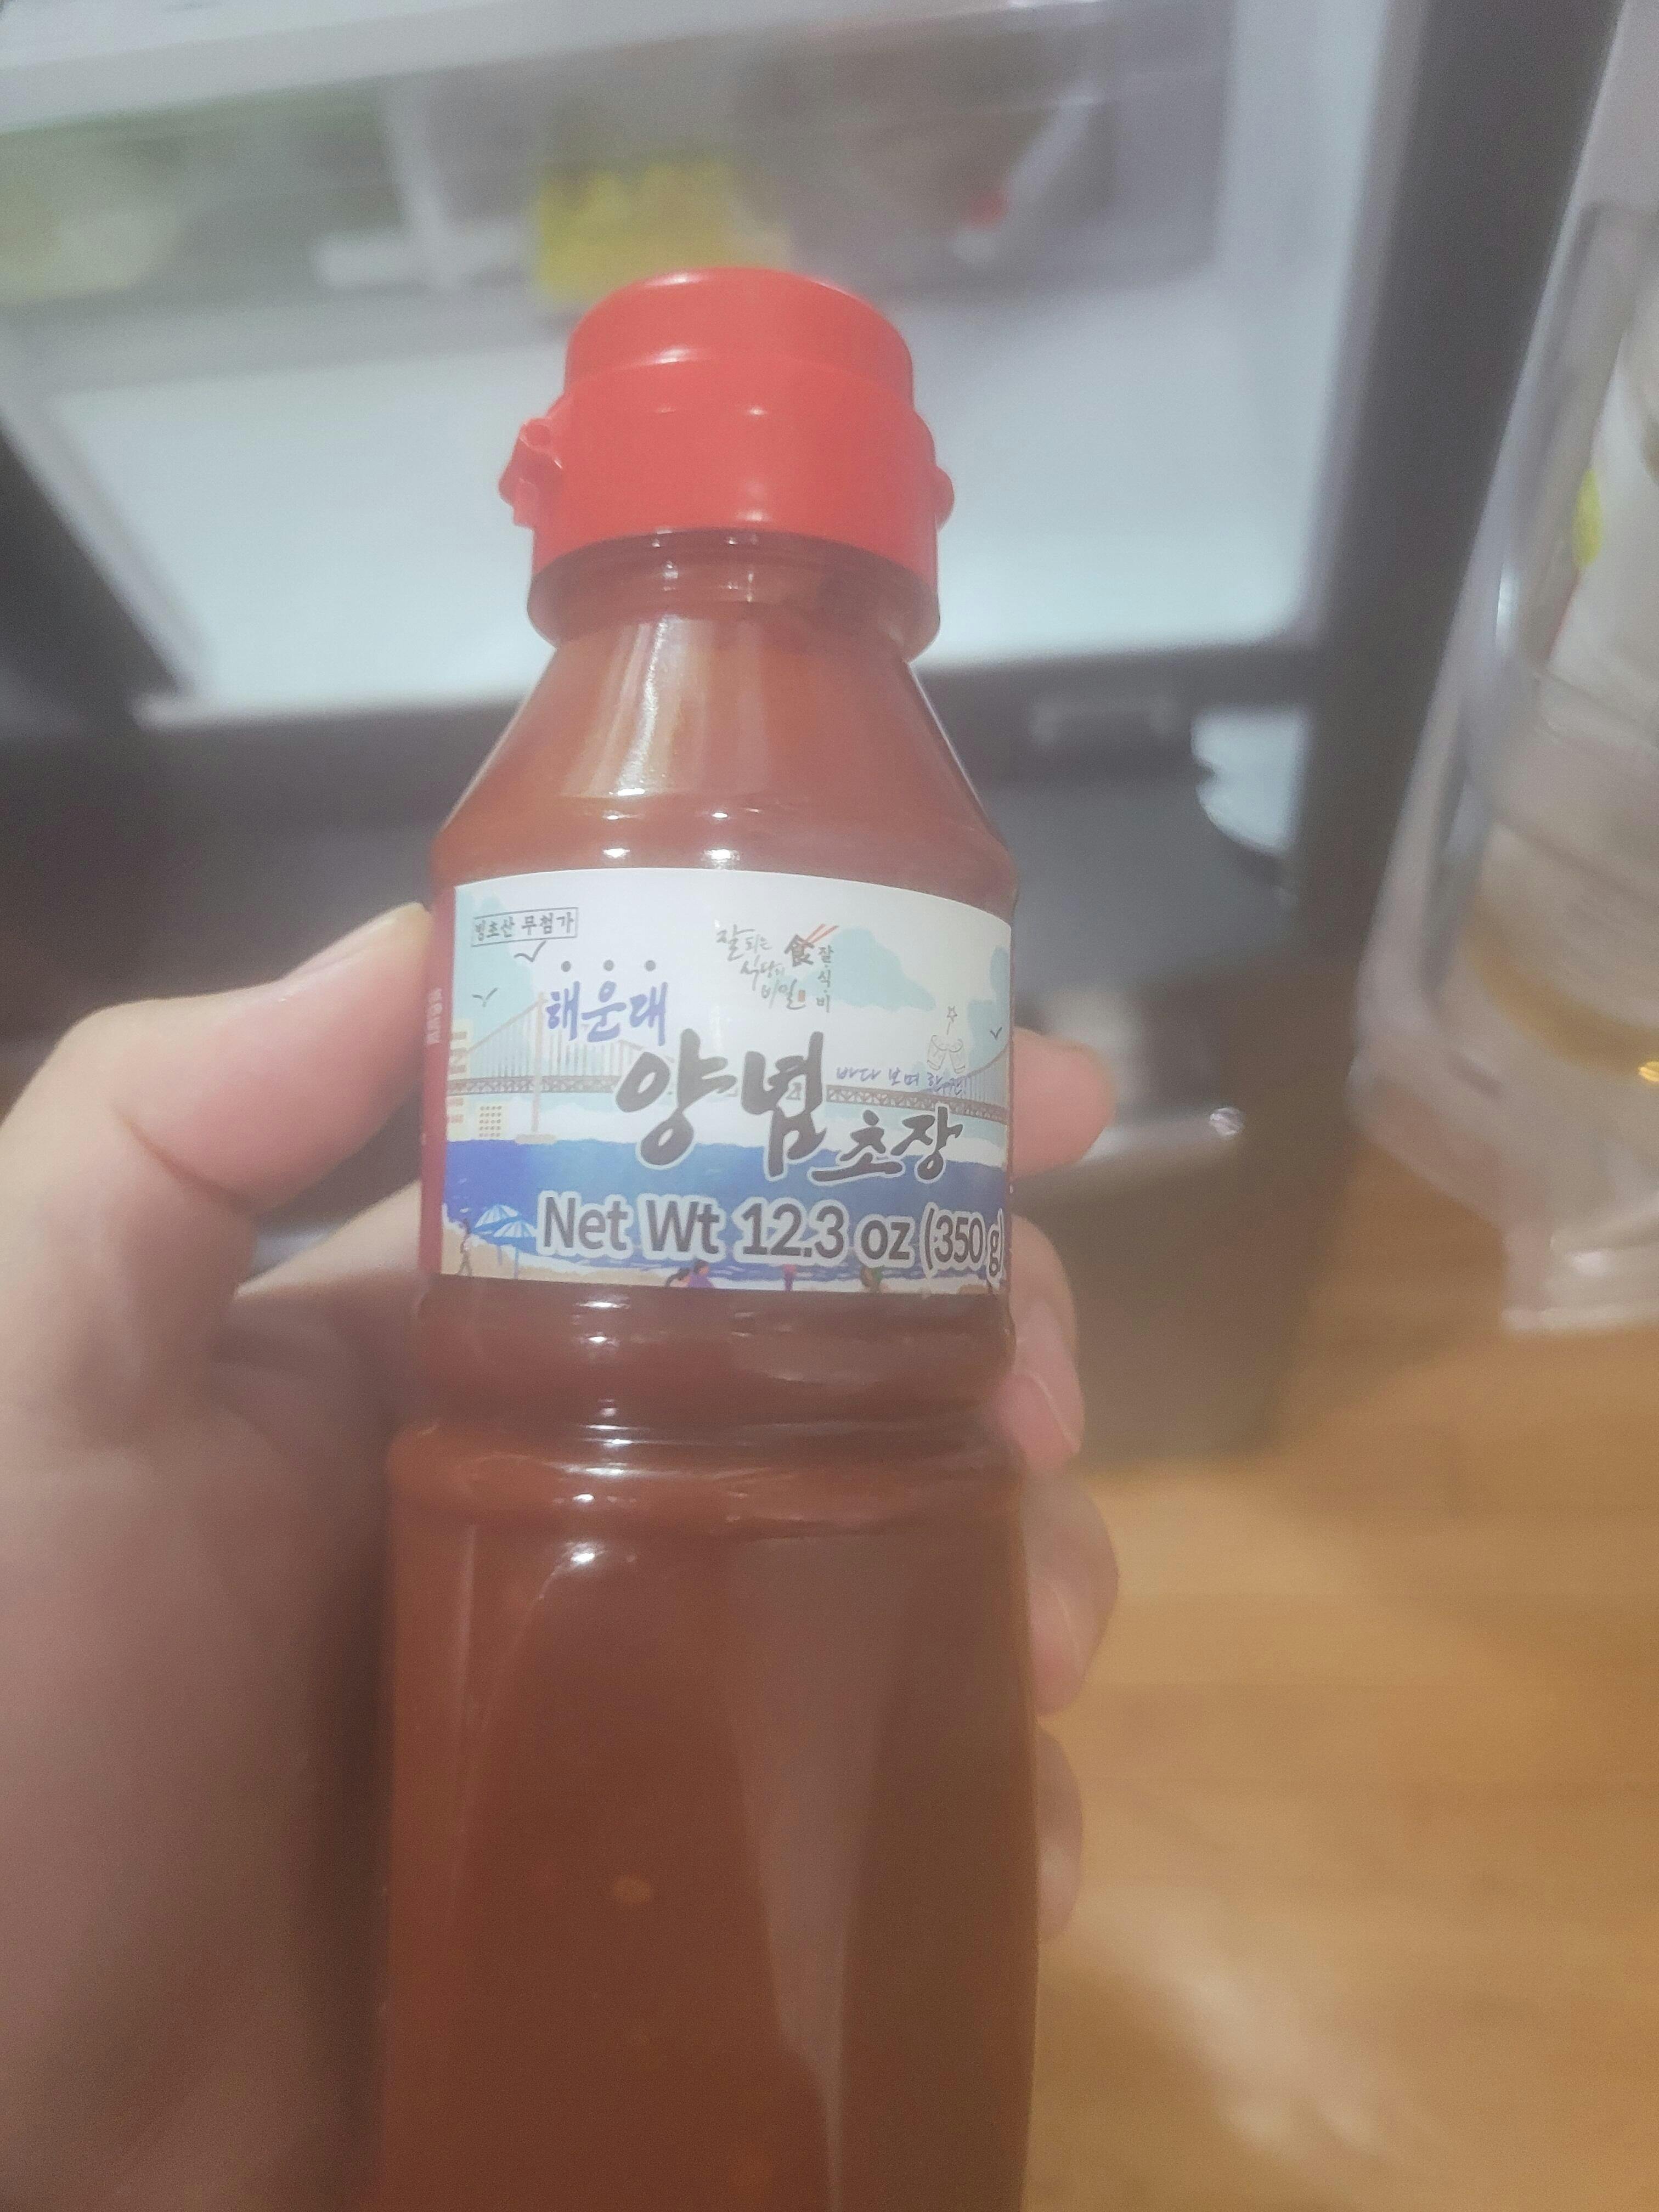 빙초산 무첨가
잘되는
식당의
비밀
食
잘·식·비
해운대
양념
바다 보며 한 잔!
초장
Net Wt 12.3 oz (350 g)